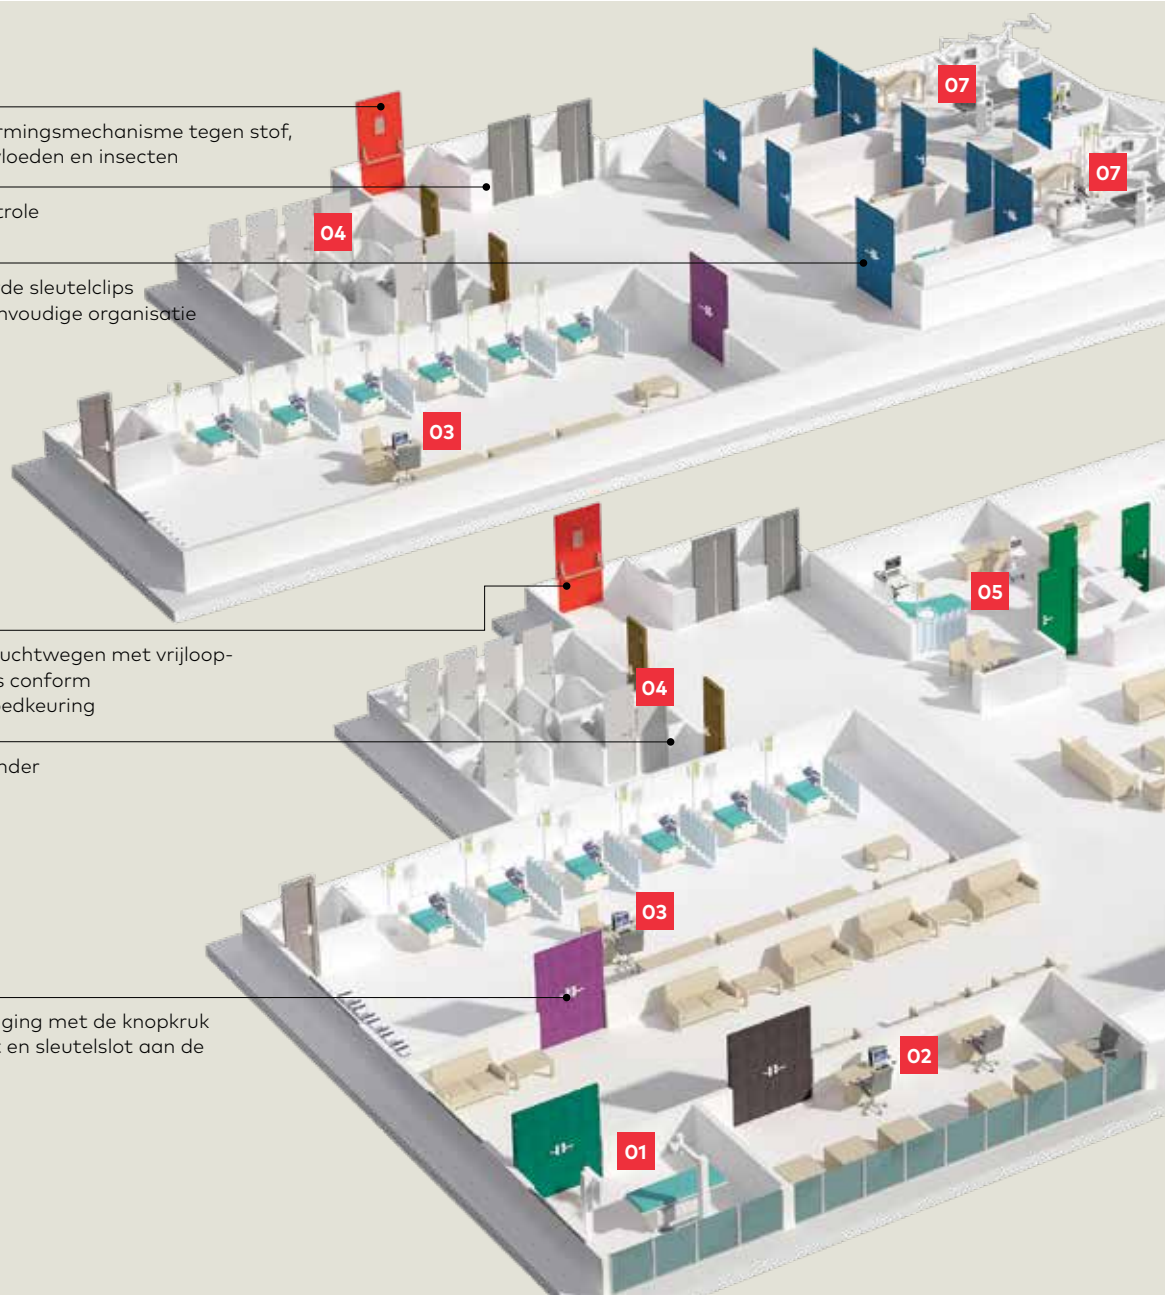 07
rmingsmechanisme tegen stof,
loeden en insecten
07
trole
04
de sleutelclips
nvoudige organisatie
03
05
uchtwegen met vrijloop-
s conform
oedkeuring
04
nder
03
ging met de knopkruk
t en sleutelslot aan de
02
01